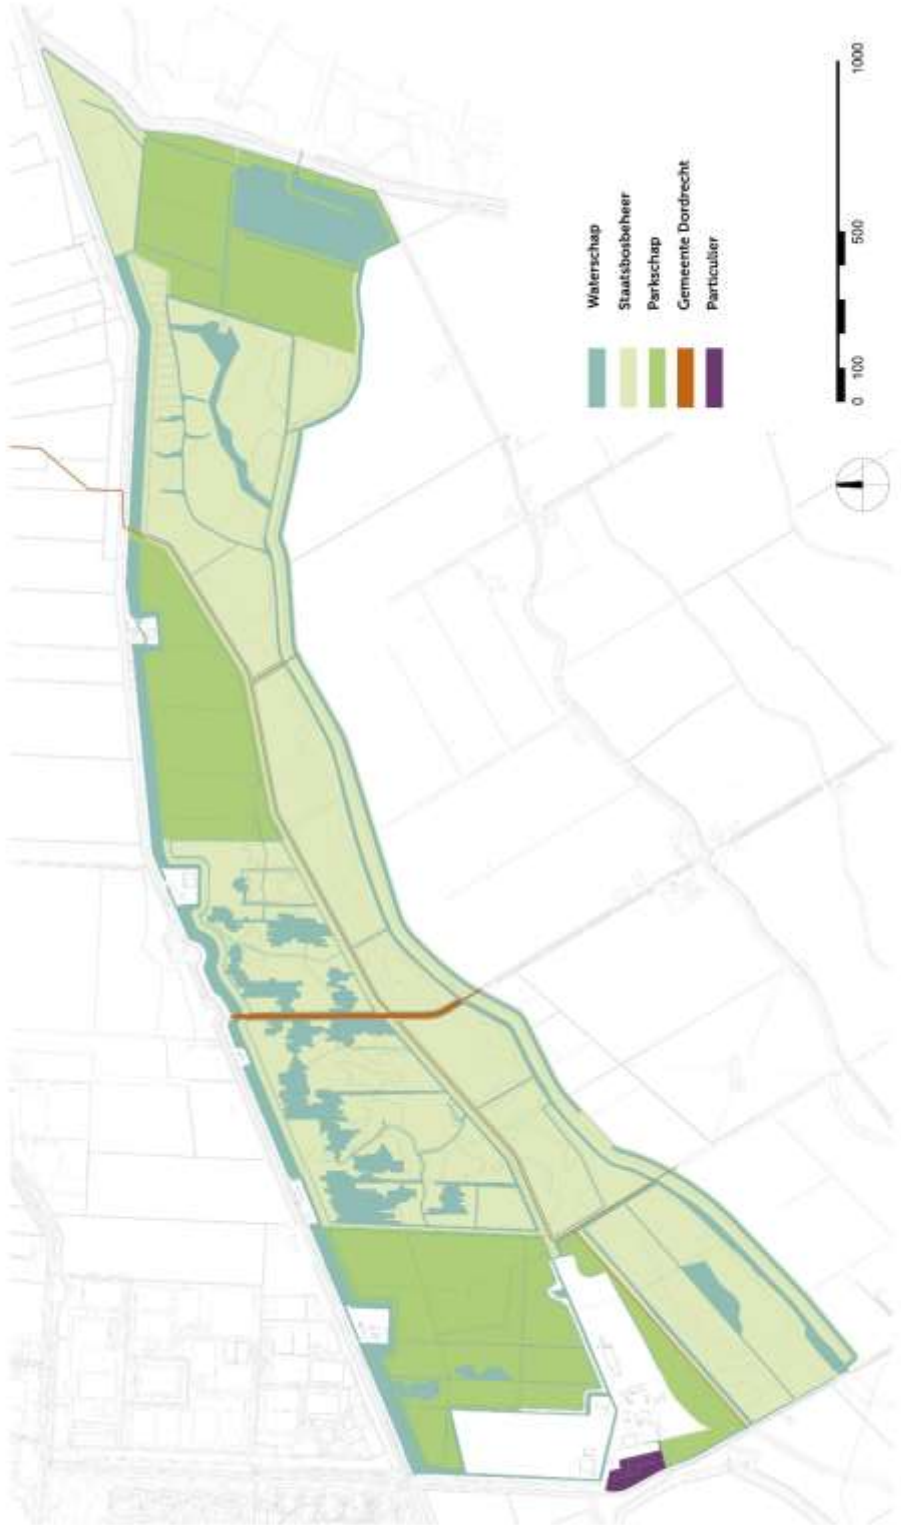 Waterschap
Staatsbosbeheer
Parkschap
Gemeente Dordrecht
Particulier
0 100 500 1000